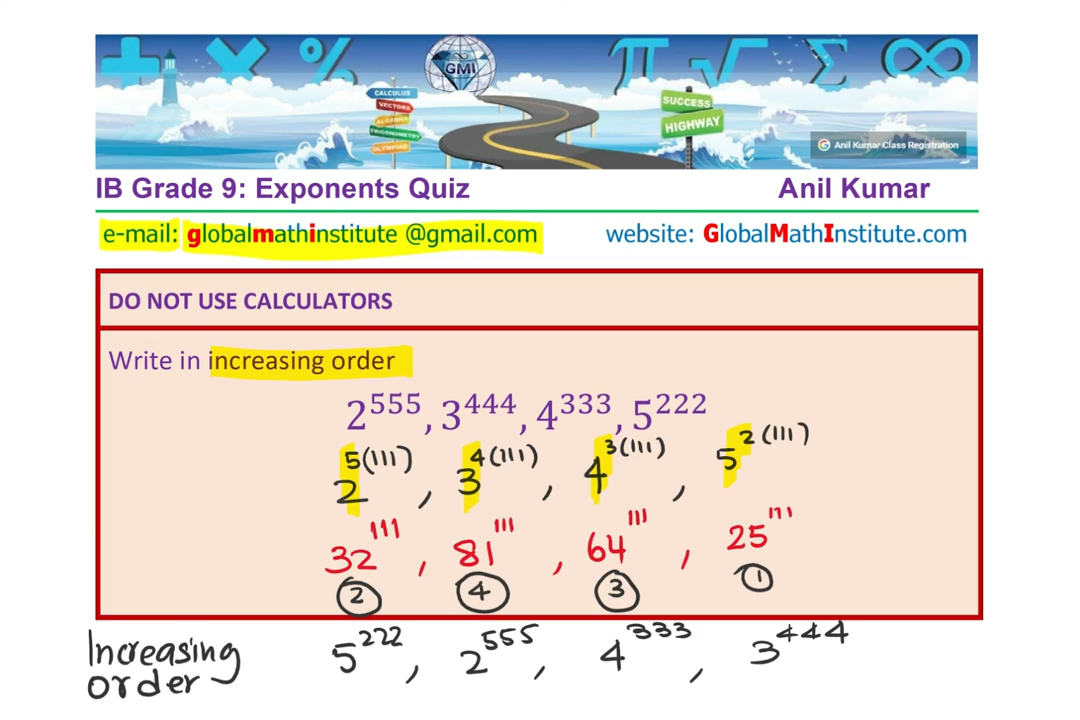 GMI
CALCULUS
VECTORS
ALGEBRA
TRIGONOMETRY
OLYMPIAD
SUCCESS
HIGHWAY
G Anil Kumar Class Registration
IB Grade 9: Exponents Quiz Anil Kumar
e-mail: globalmathinstitute @gmail.com website: GlobalMathInstitute.com
DO NOT USE CALCULATORS
Write in increasing order
2^555, 3^444, 4^333, 5^222
2^5(111), 3^4(111), 4^3(111), 5^2(111)
32^111, 81^111, 64^111, 25^111
② ④ ③ ①
Increasing 5^222, 2^555, 4^333, 3^444
order